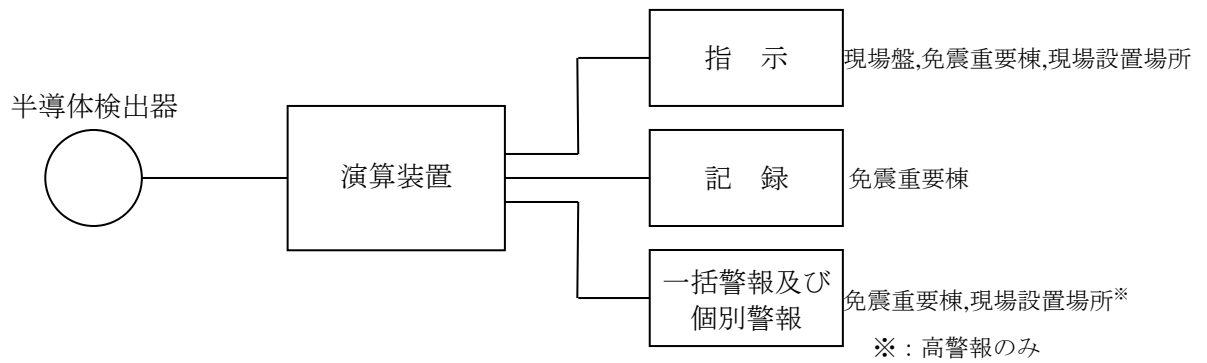 半導体検出器
演算装置
指　示
現場盤,免震重要棟,現場設置場所
記　録
免震重要棟
一括警報及び
個別警報
免震重要棟,現場設置場所※
※：高警報のみ